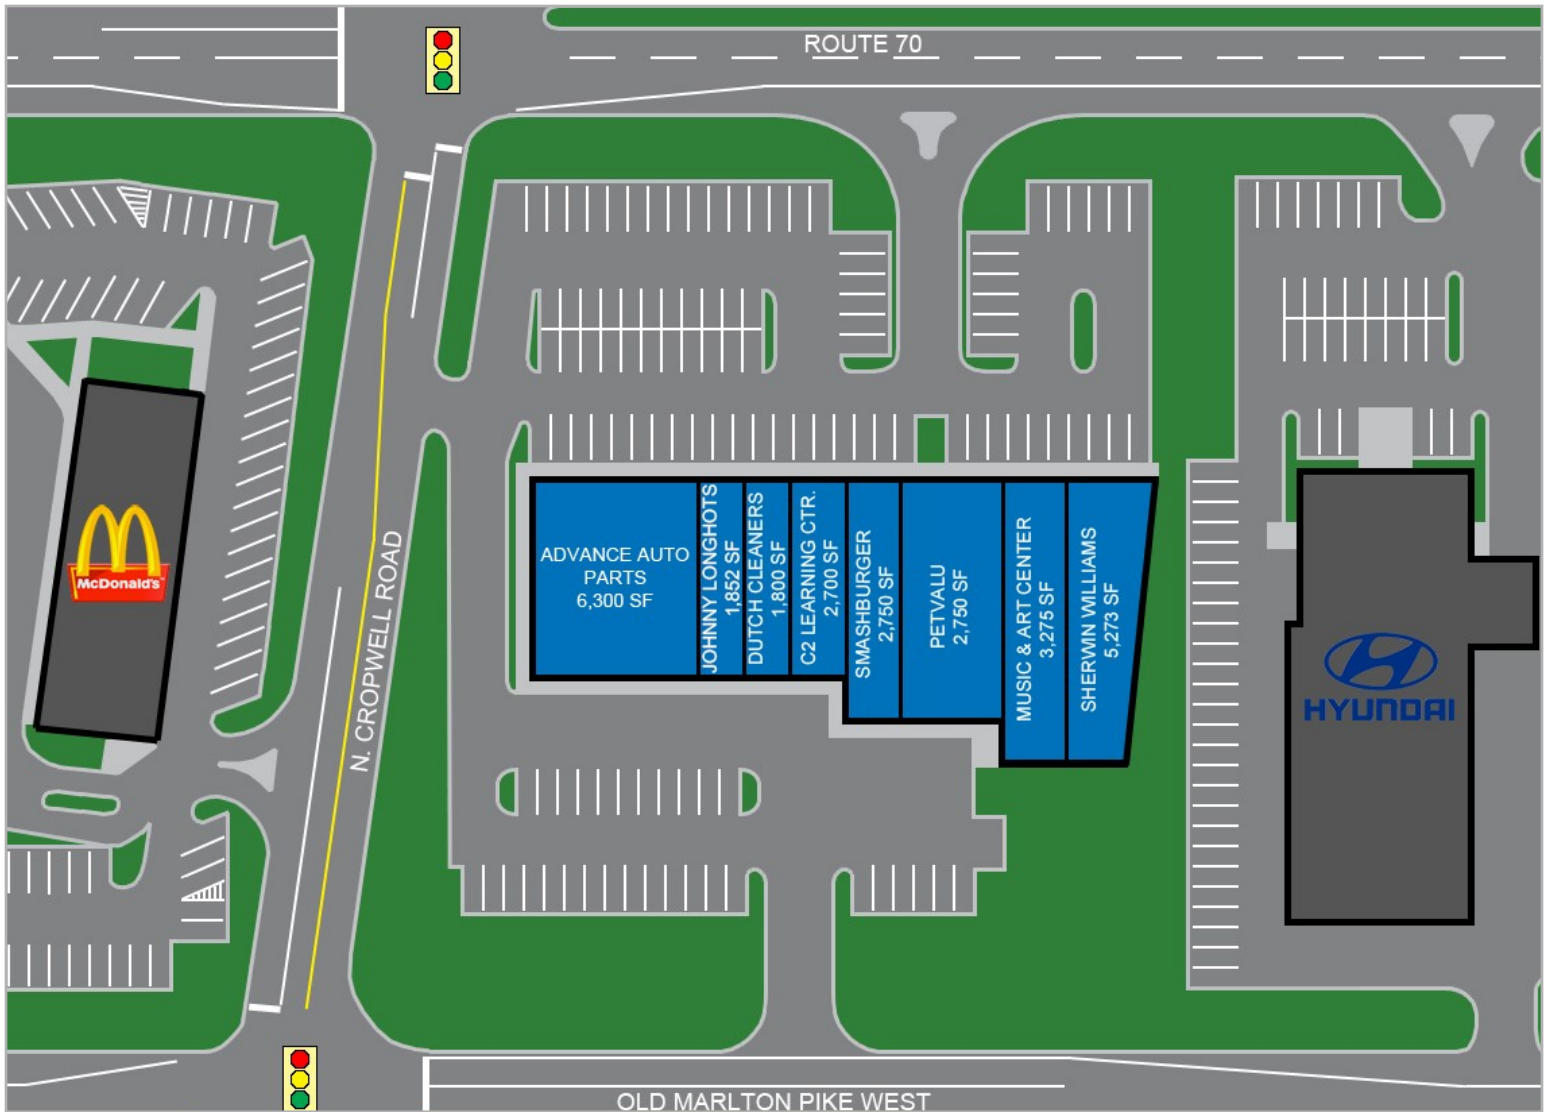 ROUTE 70
ADVANCE AUTO
PARTS
6,300 SF
JOHNNY LONGHOTS
1,852 SF
DUTCH CLEANERS
1,800 SF
C2 LEARNING CTR.
2,700 SF
SMASHBURGER
2,750 SF
PETVALU
2,750 SF
MUSIC & ART CENTER
3,275 SF
SHERWIN WLLIAMS
5,273 SF
McDonald's
N. CROPWELL ROAD
HYUNDAI
OLD MARLTON PIKE WEST